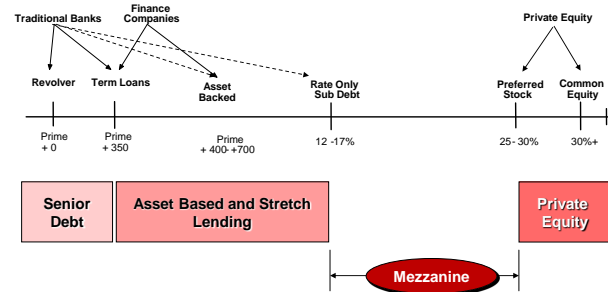 Traditional Banks
Finance
Companies
Private Equity
Revolver
Term Loans
Asset
Backed
Rate Only
Sub Debt
Preferred
Stock
Common
Equity
Prime
+ 0
Prime
+ 350
Prime
+ 400-+700
12 -17%
25- 30%
30%+
Senior
Debt
Asset Based and Stretch
Lending
Private
Equity
Mezzanine